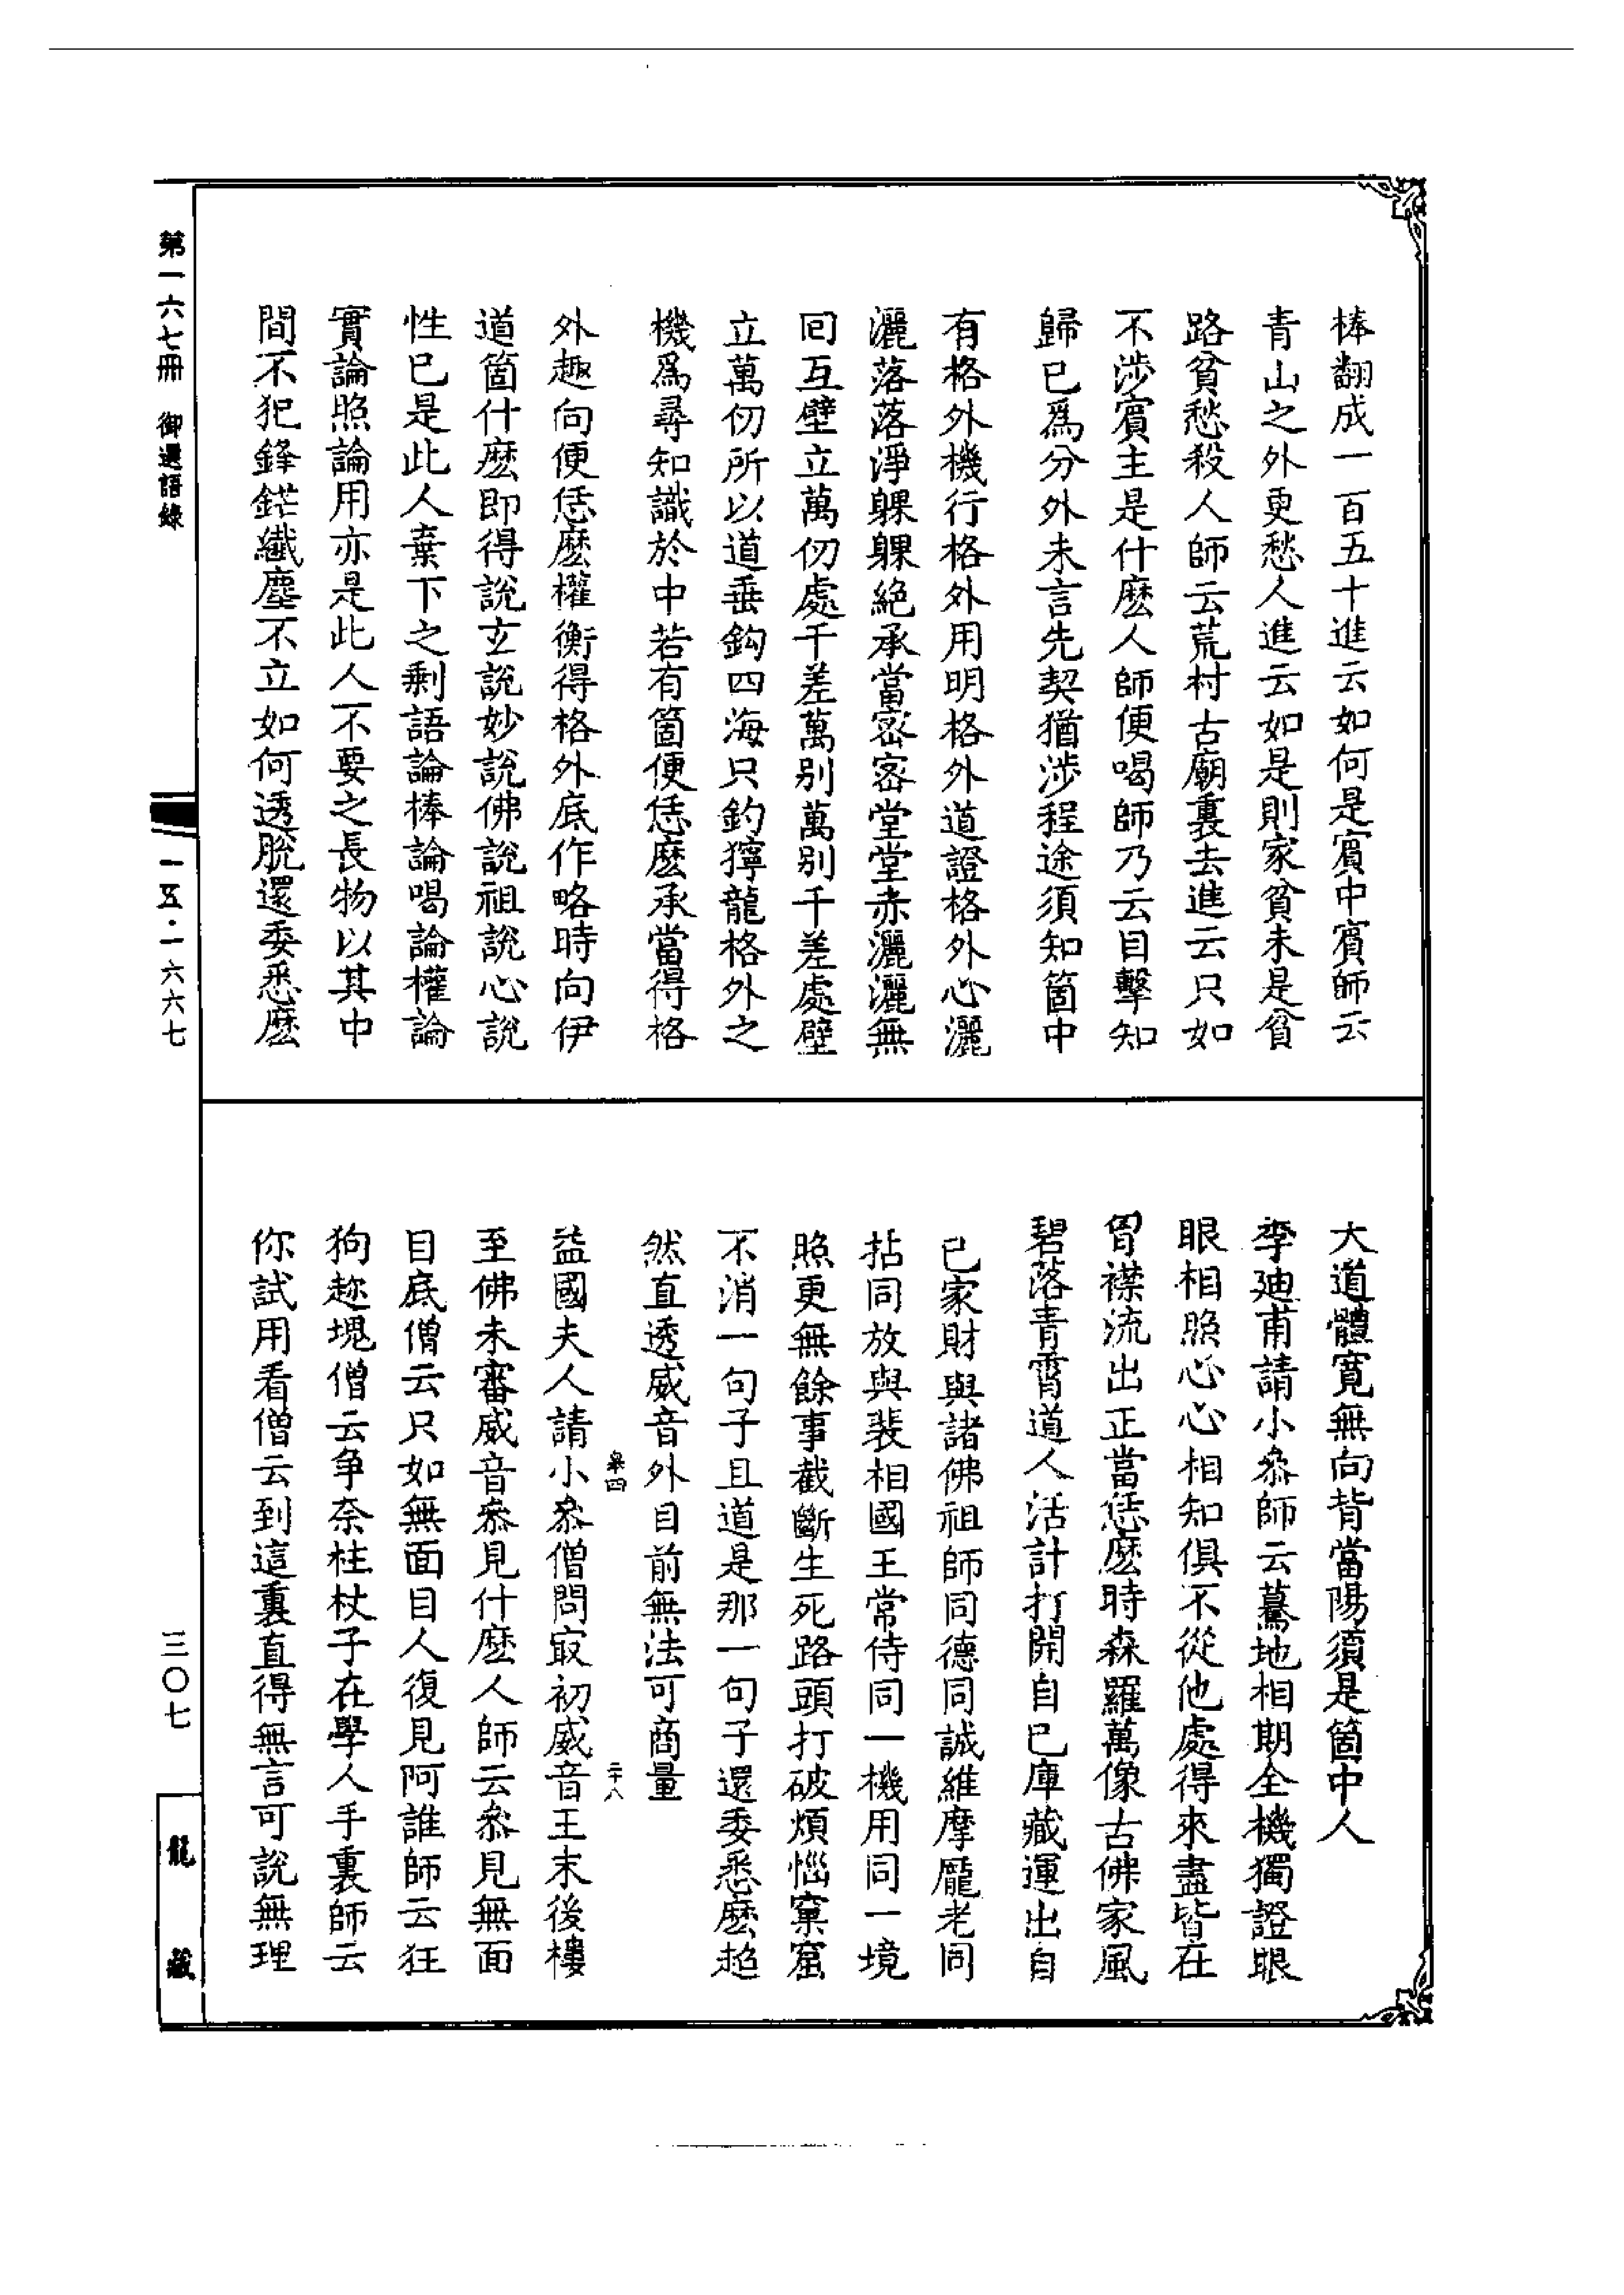 棒翻成一百五十進云如何是賓中賓師云
青山之外更愁人進云如是則家貧未是貧
路貧愁殺人師云荒村古廟裏去進云只如
不涉賓主是什麽人師便喝師乃云目擊知
歸已爲分外未言先契猶涉程途須知箇中
有格外機行格外用明格外道證格外心灑
灑落落淨躶躶絶承當密密堂堂赤灑灑無
回互壁立萬仞處千差萬别萬别千差處壁
立萬仞所以道垂鈎四海只釣獰龍格外之
機爲尋知識於中若有箇便恁麽承當得格
外趣向便恁麽權衡得格外底作略時向伊
道箇什麽即得說玄說妙說佛說祖說心說
性已是此人棄下之剩語論棒論喝論權論
實論照論用亦是此人不要之長物以其中
間不犯鋒鋩纖塵不立如何透脫還委悉麽
大道體寬無向背當陽須是箇中人
李廸甫請小叅師云驀地相期全機獨證眼
眼相照心心相知俱不從他處得來盡皆在
胷襟流出正當恁麽時森羅萬像古佛家風
碧落青霄道人活計打開自已庫藏運出自
已家財與諸佛祖師同德同誠維摩龎老同
拈同放與裴相國王常侍同一機用同一境
照更無餘事截斷生死路頭打破煩惱窠窟
不消一句子且道是那一句子還委悉麽超
然直透威音外目前無法可商量
益國夫人請小叅僧問㝡初威音王末後樓
至佛未審威音叅見什麽人師云叅見無面
目底僧云只如無面目人復見阿誰師云狂
狗趂塊僧云争奈柱杖子在學人手裏師云
你試用看僧云到這裏直得無言可說無理
第一六七冊 御選語錄
一五·一六六七
三〇七
龍藏
二十八